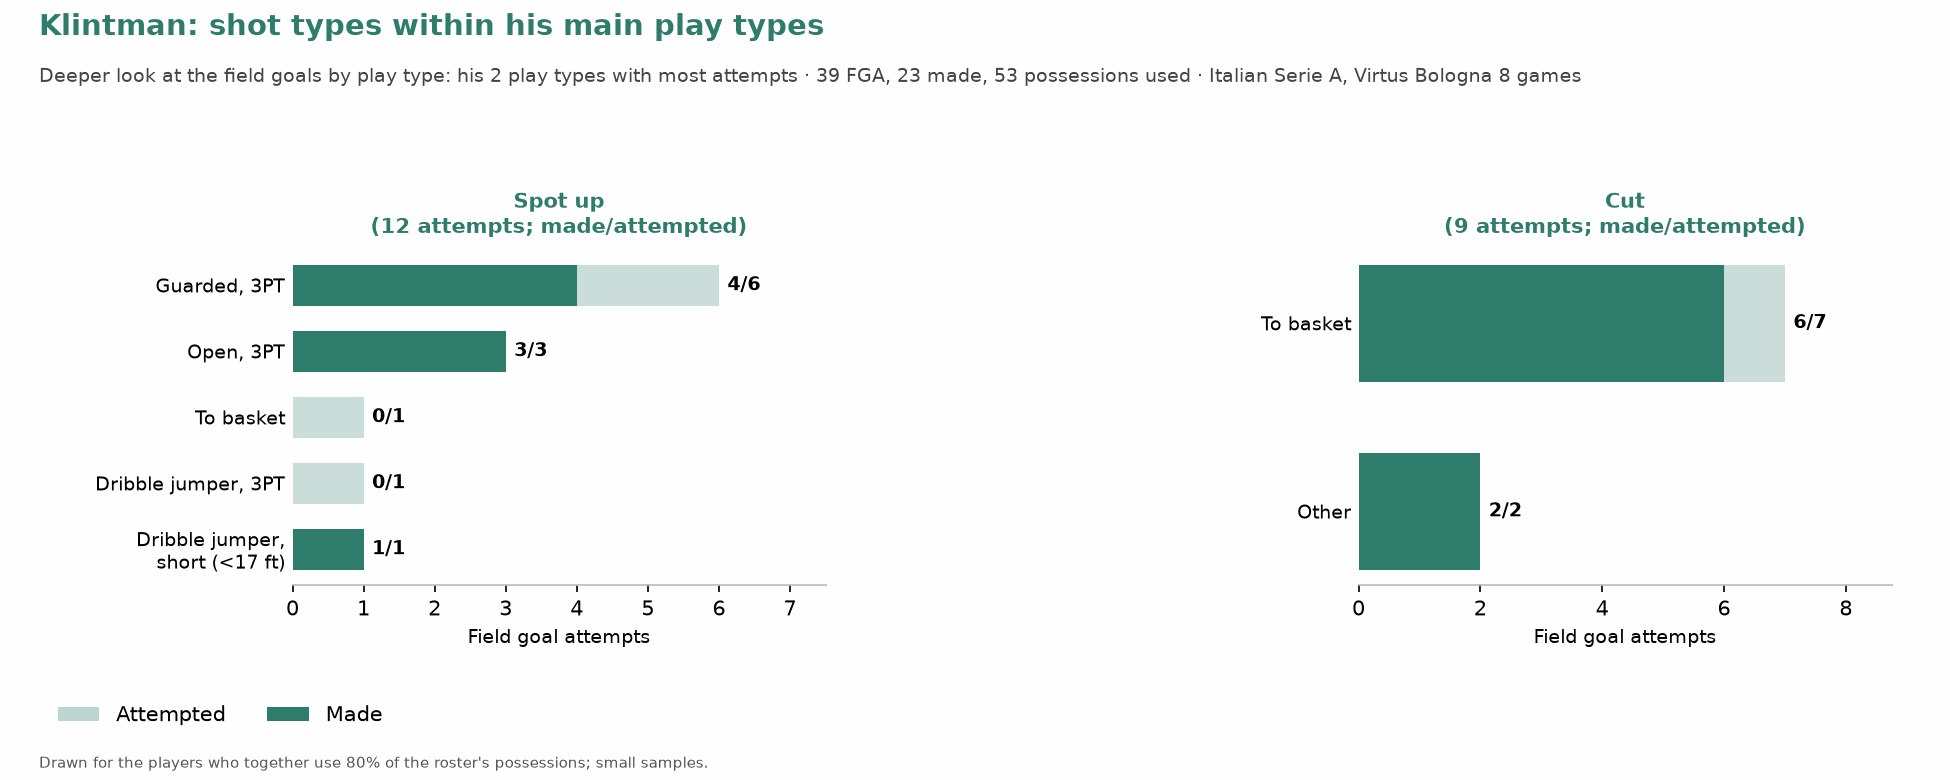 Klintman: shot types within his main play types
Deeper look at the field goals by play type: his 2 play types with most attempts · 39 FGA, 23 made, 53 possessions used · Italian Serie A, Virtus Bologna 8 games
Spot up
(12 attempts; made/attempted)
Guarded, 3PT
4/6
Open, 3PT
3/3
To basket
0/1
Dribble jumper, 3PT
0/1
Dribble jumper,
short (<17 ft)
1/1
0 1 2 3 4 5 6 7
Field goal attempts
Cut
(9 attempts; made/attempted)
To basket
6/7
Other
2/2
0 2 4 6 8
Field goal attempts
Attempted
Made
Drawn for the players who together use 80% of the roster's possessions; small samples.